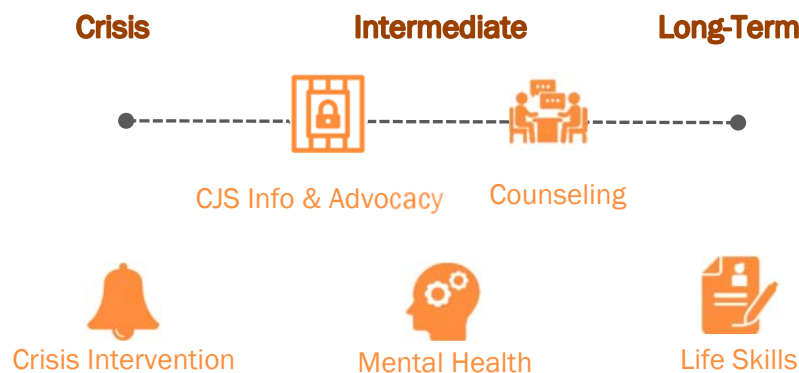 Crisis
Intermediate
Long-Term
CJS Info & Advocacy
Counseling
Crisis Intervention
Mental Health
Life Skills